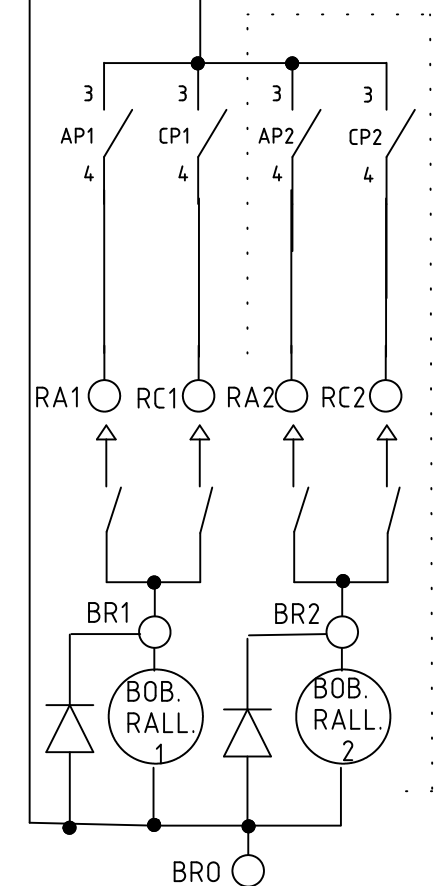 3 3 3 3
AP1 CP1 AP2 CP2
4 4 4 4
RA1 RC1 RA2 RC2
BR1 BR2
BOB. BOB.
RALL. RALL.
1 2
BR0